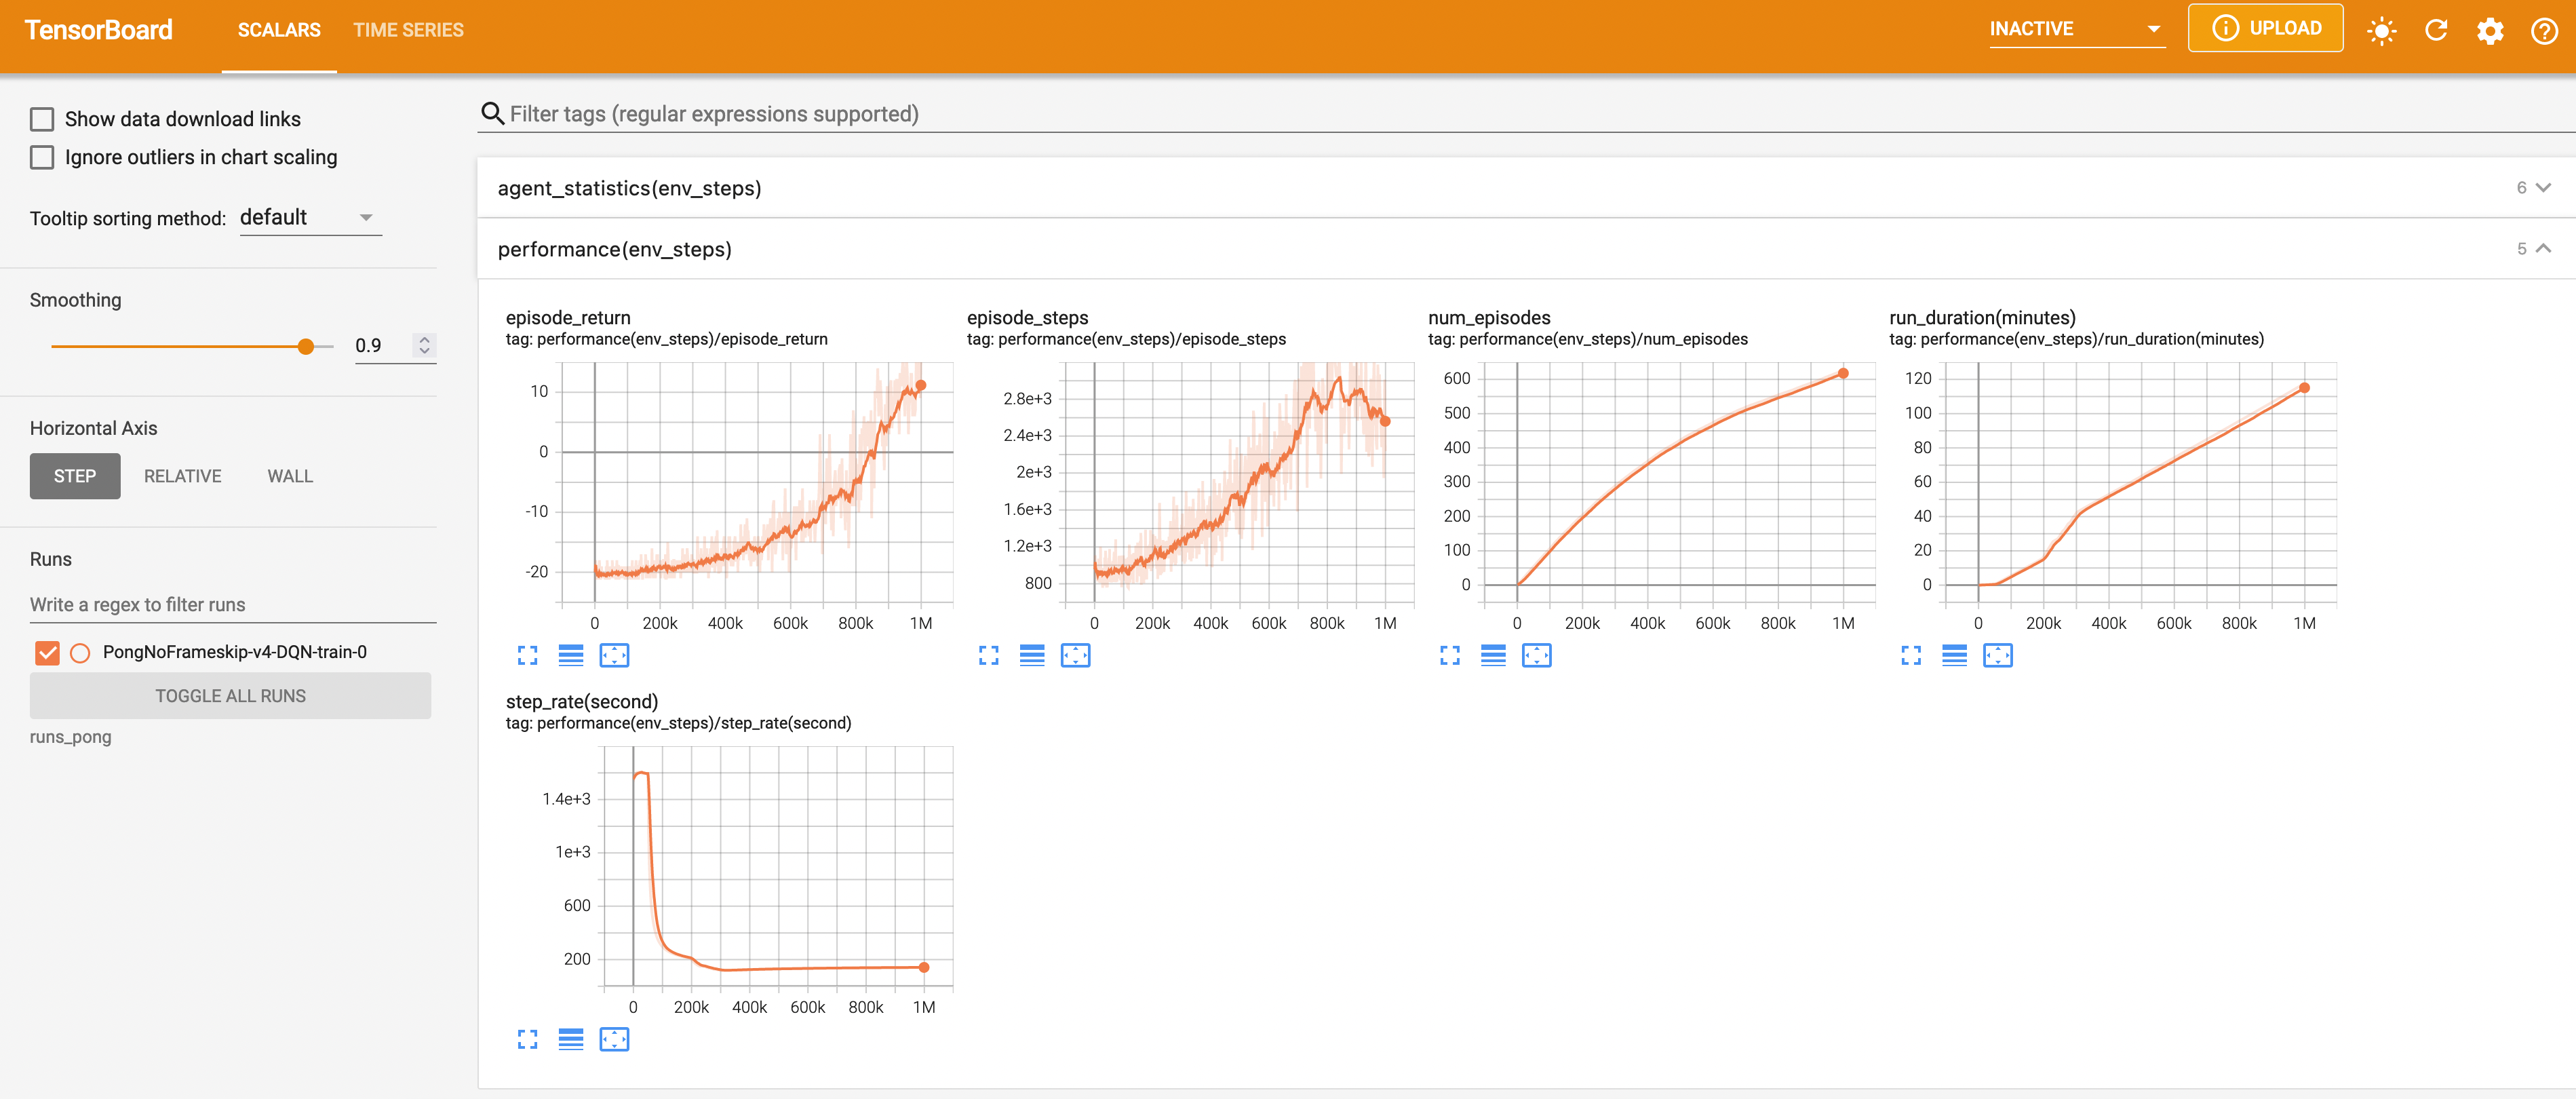 TensorBoard
SCALARS
TIME SERIES
INACTIVE
UPLOAD
Show data download links
Ignore outliers in chart scaling
Tooltip sorting method: default
Smoothing
0.9
Horizontal Axis
STEP RELATIVE WALL
Runs
Write a regex to filter runs
PongNoFrameskip-v4-DQN-train-0
TOGGLE ALL RUNS
runs_pong
Filter tags (regular expressions supported)
agent_statistics(env_steps)
6
performance(env_steps)
5
episode_return
tag: performance(env_steps)/episode_return
10
0
-10
-20
0 200k 400k 600k 800k 1M
episode_steps
tag: performance(env_steps)/episode_steps
2.8e+3
2.4e+3
2e+3
1.6e+3
1.2e+3
800
0 200k 400k 600k 800k 1M
num_episodes
tag: performance(env_steps)/num_episodes
600
500
400
300
200
100
0
0 200k 400k 600k 800k 1M
run_duration(minutes)
tag: performance(env_steps)/run_duration(minutes)
120
100
80
60
40
20
0
0 200k 400k 600k 800k 1M
step_rate(second)
tag: performance(env_steps)/step_rate(second)
1.4e+3
1e+3
600
200
0 200k 400k 600k 800k 1M